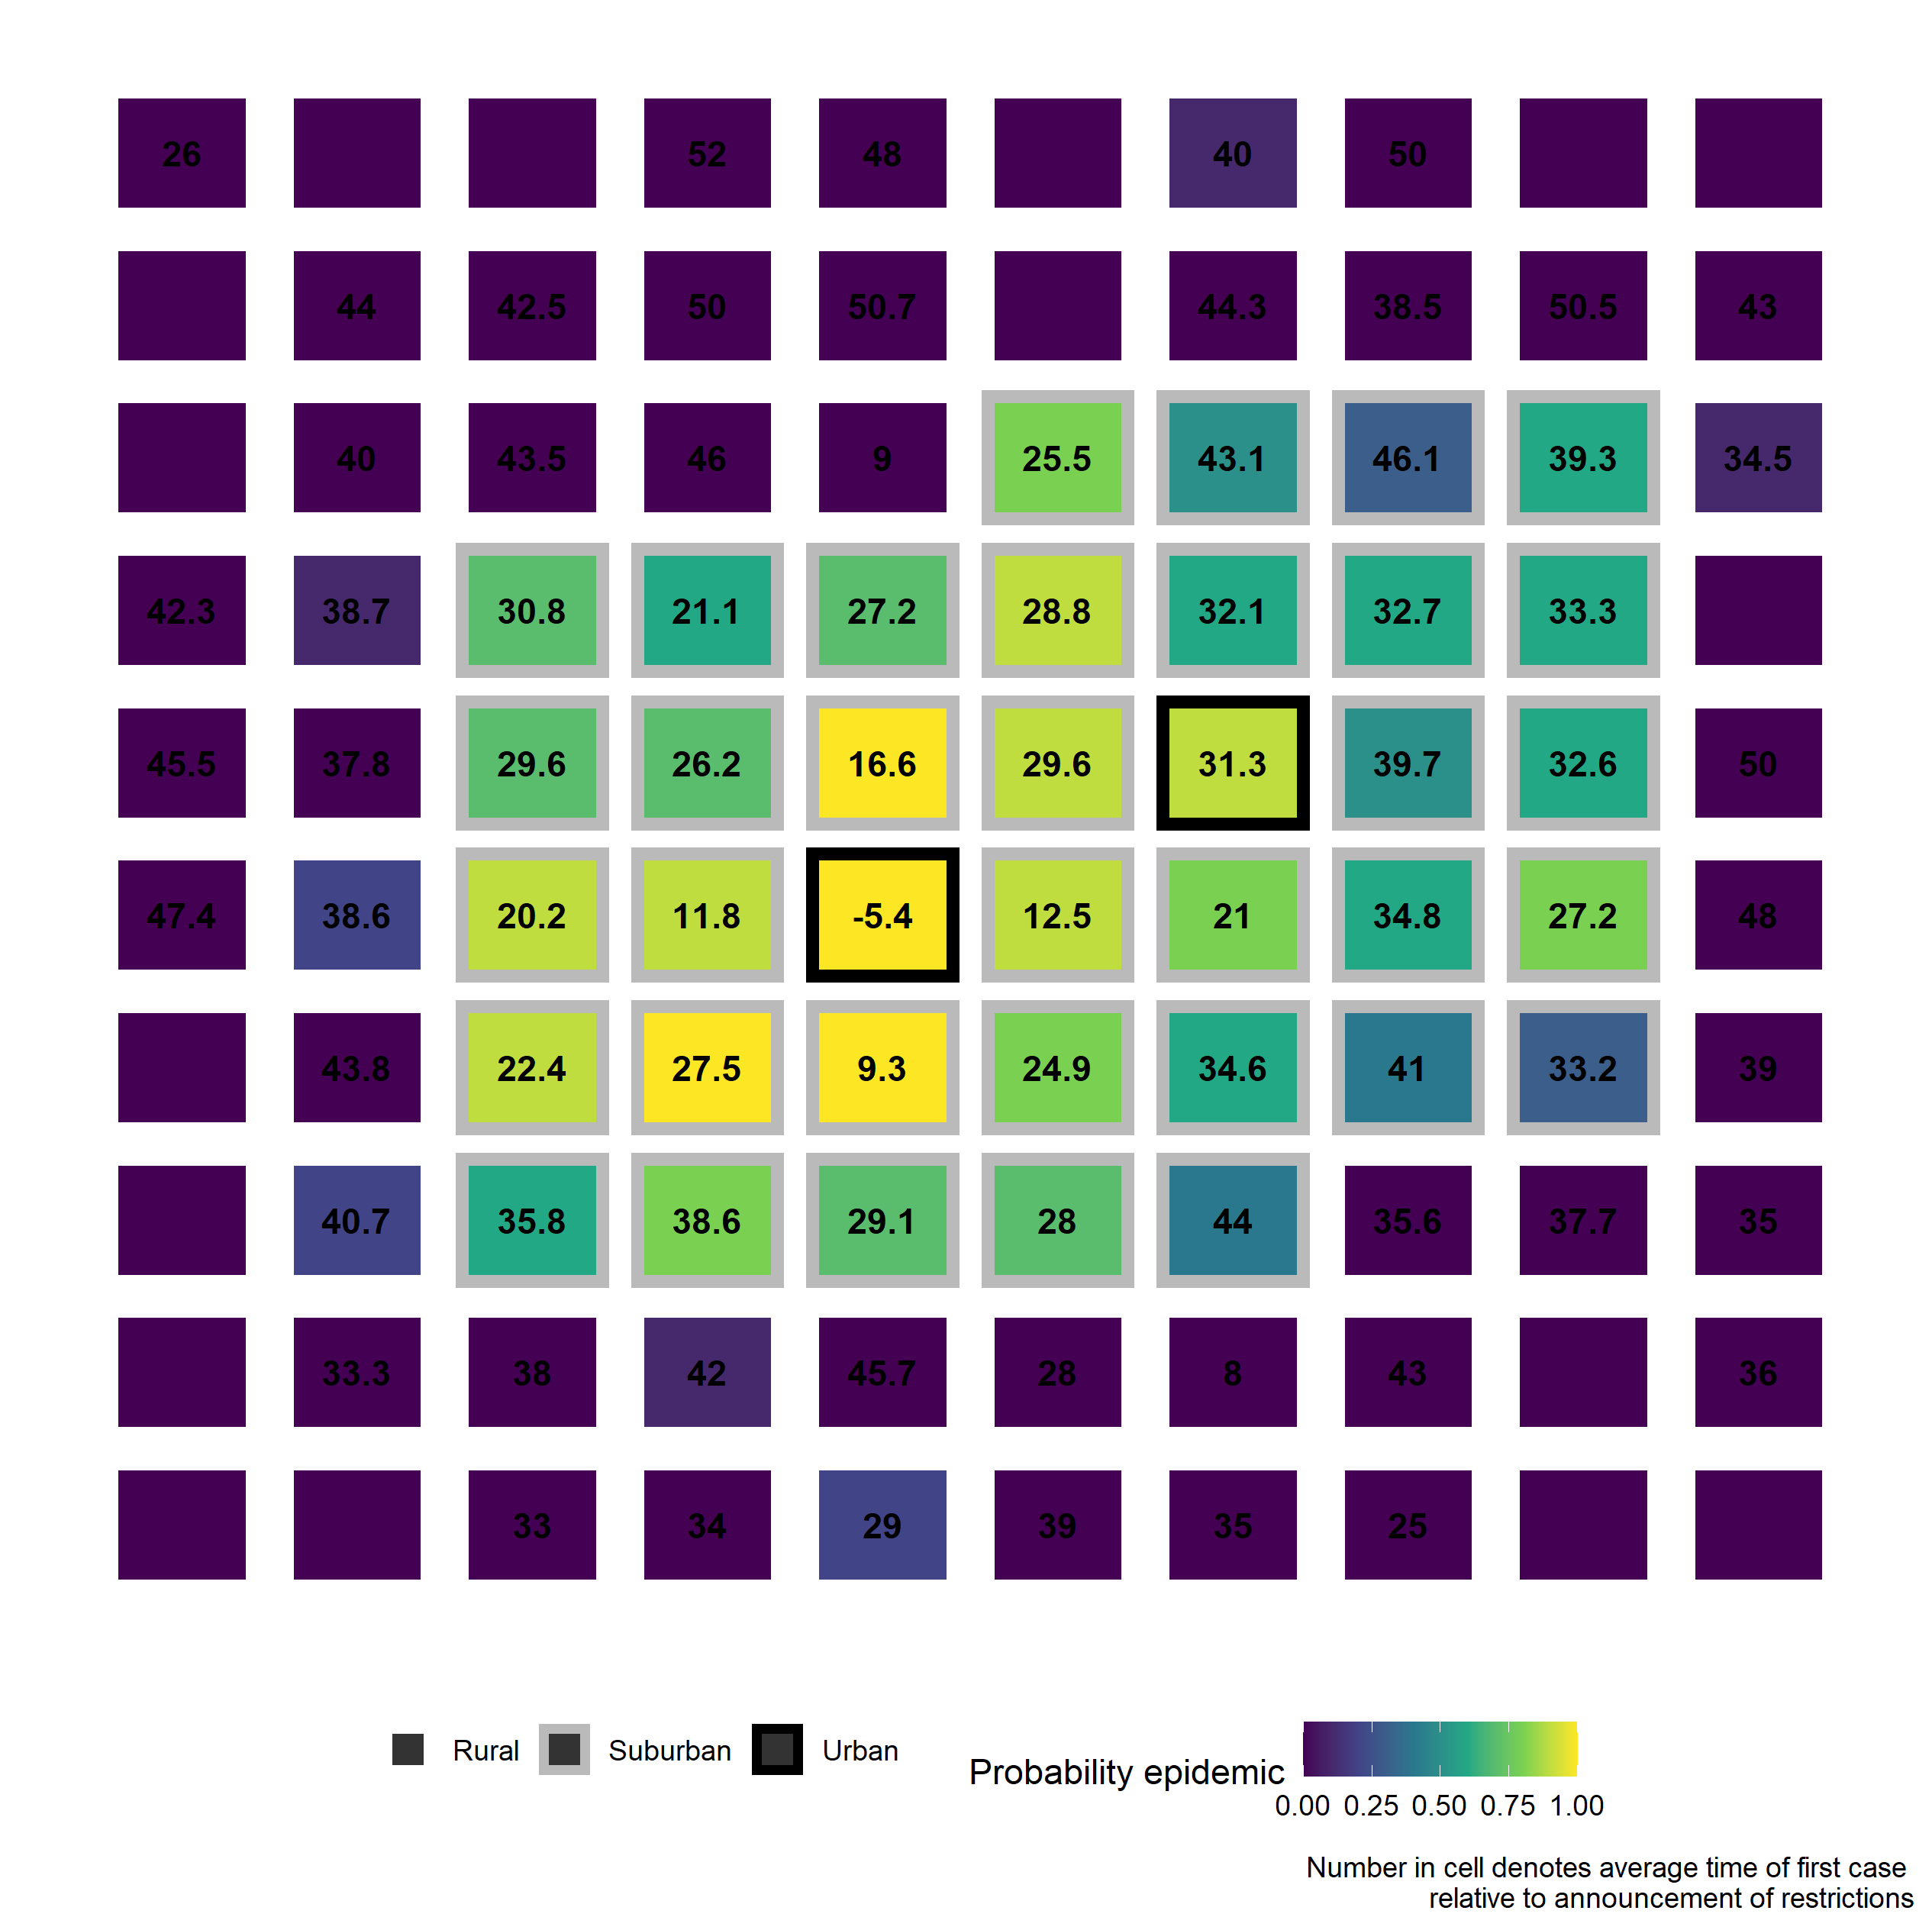 26 52 48 40 50
44 42.5 50 50.7 44.3 38.5 50.5 43
40 43.5 46 9 25.5 43.1 46.1 39.3 34.5
42.3 38.7 30.8 21.1 27.2 28.8 32.1 32.7 33.3
45.5 37.8 29.6 26.2 16.6 29.6 31.3 39.7 32.6 50
47.4 38.6 20.2 11.8 -5.4 12.5 21 34.8 27.2 48
43.8 22.4 27.5 9.3 24.9 34.6 41 33.2 39
40.7 35.8 38.6 29.1 28 44 35.6 37.7 35
33.3 38 42 45.7 28 8 43 36
33 34 29 39 35 25
Rural Suburban Urban
Probability epidemic
0.00 0.25 0.50 0.75 1.00
Number in cell denotes average time of first case
relative to announcement of restrictions